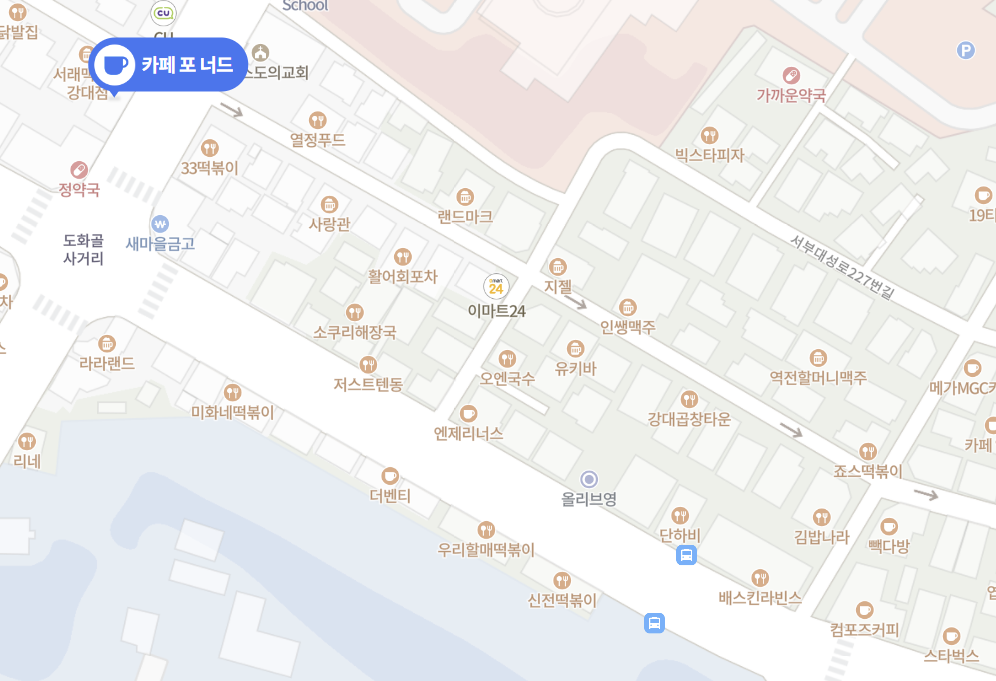 School
닭발집
CU
CU
카페 포 너드
서래
강대점
스도의교회
가까운약국
P
열정푸드
빅스타피자
33떡볶이
정약국
랜드마크
사랑관
도화골
사거리
새마을금고
서부대성로227번길
활어회포차
지젤
24
이마트24
차
인쌩맥주
소쿠리해장국
라라랜드
유키바
저스트텐동
오엔국수
역전할머니맥주
메가MGC커
미화네떡볶이
강대곱창타운
엔제리너스
카페
리네
죠스떡볶이
더벤티
올리브영
단하비
김밥나라
빽다방
우리할매떡볶이
신전떡볶이
배스킨라빈스
컴포즈커피
스타벅스